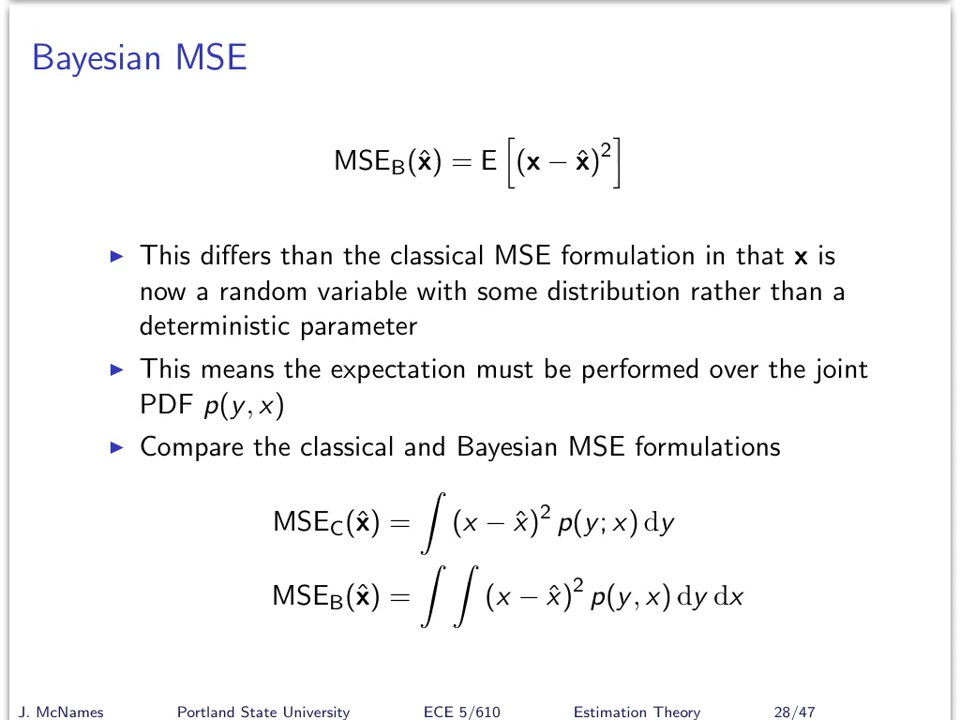 Bayesian MSE
MSE_B(x̂) = E [(x − x̂)²]
▶ This differs than the classical MSE formulation in that x is
now a random variable with some distribution rather than a
deterministic parameter
▶ This means the expectation must be performed over the joint
PDF p(y, x)
▶ Compare the classical and Bayesian MSE formulations
MSE_C(x̂) = ∫ (x − x̂)² p(y; x) dy
MSE_B(x̂) = ∫ ∫ (x − x̂)² p(y, x) dy dx
J. McNames Portland State University ECE 5/610 Estimation Theory 28/47